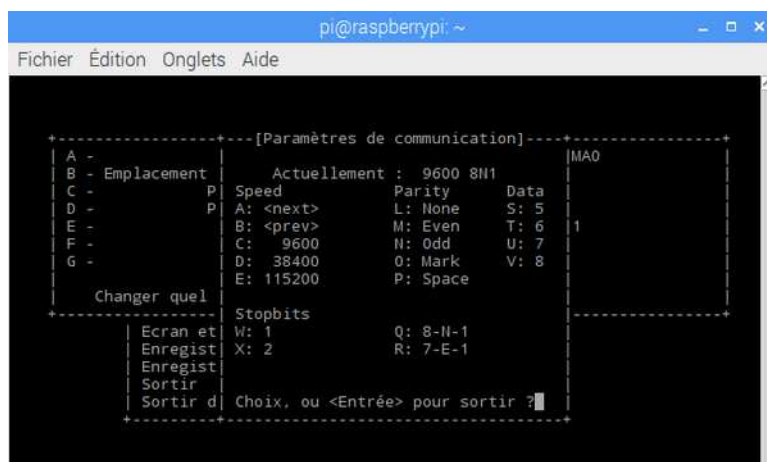 pi@raspberrypi: ~
Fichier Édition Onglets Aide
+-----------------+---[Paramètres de communication]----+----------------+
| A - | |MA0 |
| B - Emplacement | Actuellement : 9600 8N1 | |
| C - P| Speed Parity Data | |
| D - P| A: <next> L: None S: 5 | |
| E - | B: <prev> M: Even T: 6 |1 |
| F - | C: 9600 N: Odd U: 7 | |
| G - | D: 38400 O: Mark V: 8 | |
| | E: 115200 P: Space | |
| Changer quel | | |
+-----------------| Stopbits |----------------+
| Ecran et| W: 1 Q: 8-N-1 |
| Enregist| X: 2 R: 7-E-1 |
| Enregist| |
| Sortir | |
| Sortir d| Choix, ou <Entrée> pour sortir ? |
+---------+------------------------------------+